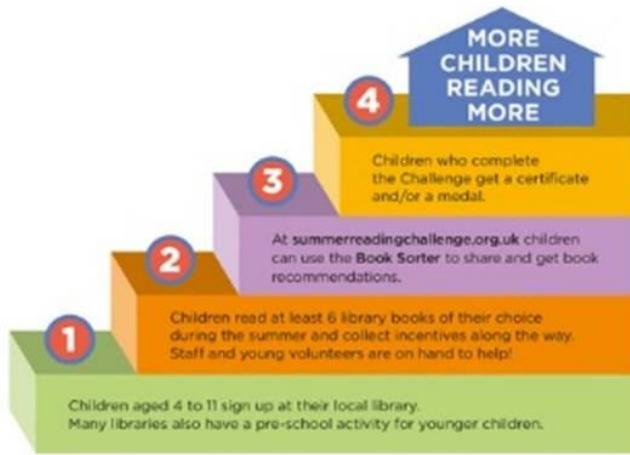 MORE
CHILDREN
READING
MORE
4
Children who complete
the Challenge get a certificate
and/or a medal.
3
At summerreadingchallenge.org.uk children
can use the Book Sorter to share and get book
recommendations.
2
Children read at least 6 library books of their choice
during the summer and collect incentives along the way.
Staff and young volunteers are on hand to help!
1
Children aged 4 to 11 sign up at their local library.
Many libraries also have a pre-school activity for younger children.